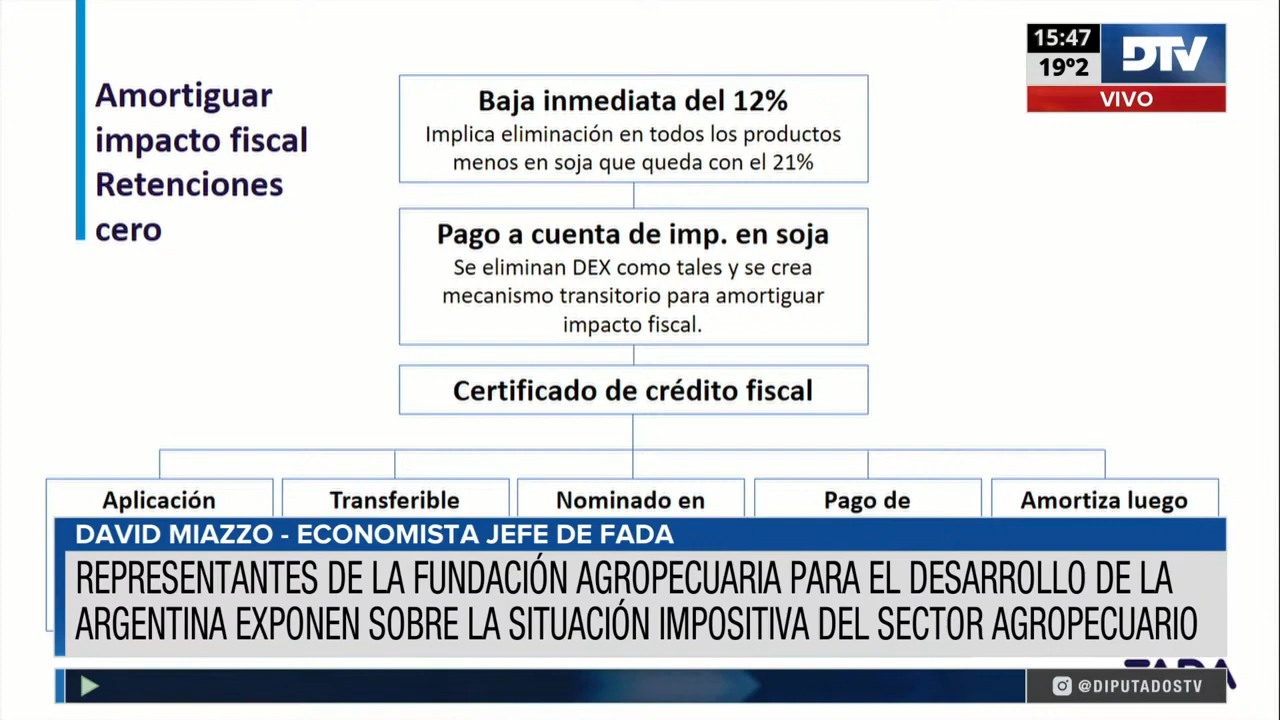 Amortiguar
impacto fiscal
Retenciones
cero
Baja inmediata del 12%
Implica eliminación en todos los productos
menos en soja que queda con el 21%
Pago a cuenta de imp. en soja
Se eliminan DEX como tales y se crea
mecanismo transitorio para amortiguar
impacto fiscal.
Certificado de crédito fiscal
Aplicación
Transferible
Nominado en
Pago de
Amortiza luego
15:47
19º2
DTV
VIVO
DAVID MIAZZO - ECONOMISTA JEFE DE FADA
REPRESENTANTES DE LA FUNDACIÓN AGROPECUARIA PARA EL DESARROLLO DE LA
ARGENTINA EXPONEN SOBRE LA SITUACIÓN IMPOSITIVA DEL SECTOR AGROPECUARIO
FADA
@DIPUTADOSTV